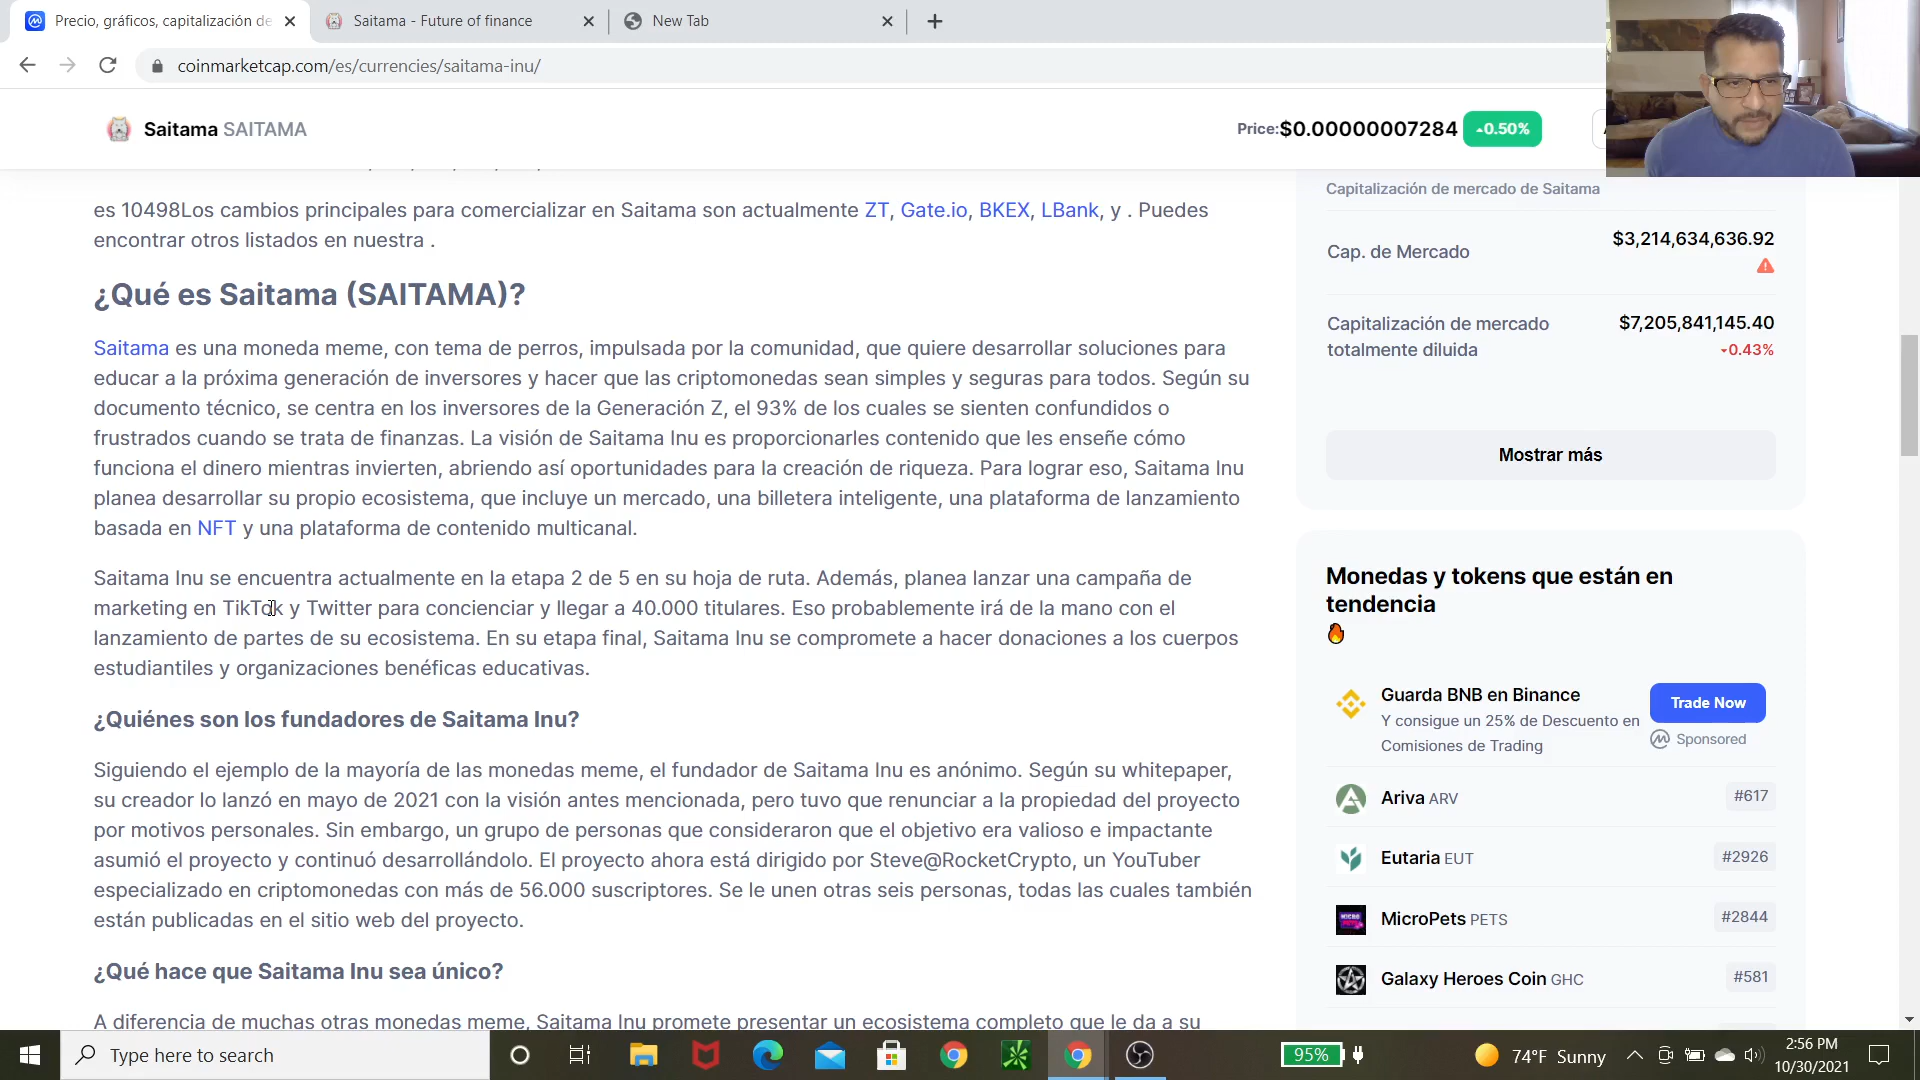 Precio, gráficos, capitalización de
Saitama - Future of finance
New Tab
coinmarketcap.com/es/currencies/saitama-inu/
Saitama SAITAMA
Price:$0.00000007284
0.50%
es 10498Los cambios principales para comercializar en Saitama son actualmente ZT, Gate.io, BKEX, LBank, y . Puedes
encontrar otros listados en nuestra .
¿Qué es Saitama (SAITAMA)?
Saitama es una moneda meme, con tema de perros, impulsada por la comunidad, que quiere desarrollar soluciones para
educar a la próxima generación de inversores y hacer que las criptomonedas sean simples y seguras para todos. Según su
documento técnico, se centra en los inversores de la Generación Z, el 93% de los cuales se sienten confundidos o
frustrados cuando se trata de finanzas. La visión de Saitama Inu es proporcionarles contenido que les enseñe cómo
funciona el dinero mientras invierten, abriendo así oportunidades para la creación de riqueza. Para lograr eso, Saitama Inu
planea desarrollar su propio ecosistema, que incluye un mercado, una billetera inteligente, una plataforma de lanzamiento
basada en NFT y una plataforma de contenido multicanal.
Saitama Inu se encuentra actualmente en la etapa 2 de 5 en su hoja de ruta. Además, planea lanzar una campaña de
marketing en TikTok y Twitter para concienciar y llegar a 40.000 titulares. Eso probablemente irá de la mano con el
lanzamiento de partes de su ecosistema. En su etapa final, Saitama Inu se compromete a hacer donaciones a los cuerpos
estudiantiles y organizaciones benéficas educativas.
¿Quiénes son los fundadores de Saitama Inu?
Siguiendo el ejemplo de la mayoría de las monedas meme, el fundador de Saitama Inu es anónimo. Según su whitepaper,
su creador lo lanzó en mayo de 2021 con la visión antes mencionada, pero tuvo que renunciar a la propiedad del proyecto
por motivos personales. Sin embargo, un grupo de personas que consideraron que el objetivo era valioso e impactante
asumió el proyecto y continuó desarrollándolo. El proyecto ahora está dirigido por Steve@RocketCrypto, un YouTuber
especializado en criptomonedas con más de 56.000 suscriptores. Se le unen otras seis personas, todas las cuales también
están publicadas en el sitio web del proyecto.
¿Qué hace que Saitama Inu sea único?
A diferencia de muchas otras monedas meme, Saitama Inu promete presentar un ecosistema completo que le da a su
Capitalización de mercado de Saitama
Cap. de Mercado
$3,214,634,636.92
Capitalización de mercado
totalmente diluida
$7,205,841,145.40
0.43%
Mostrar más
Monedas y tokens que están en
tendencia
Guarda BNB en Binance
Y consigue un 25% de Descuento en
Comisiones de Trading
Trade Now
Sponsored
Ariva ARV #617
Eutaria EUT #2926
MicroPets PETS #2844
Galaxy Heroes Coin GHC #581
Type here to search
95%
74°F Sunny
2:56 PM
10/30/2021